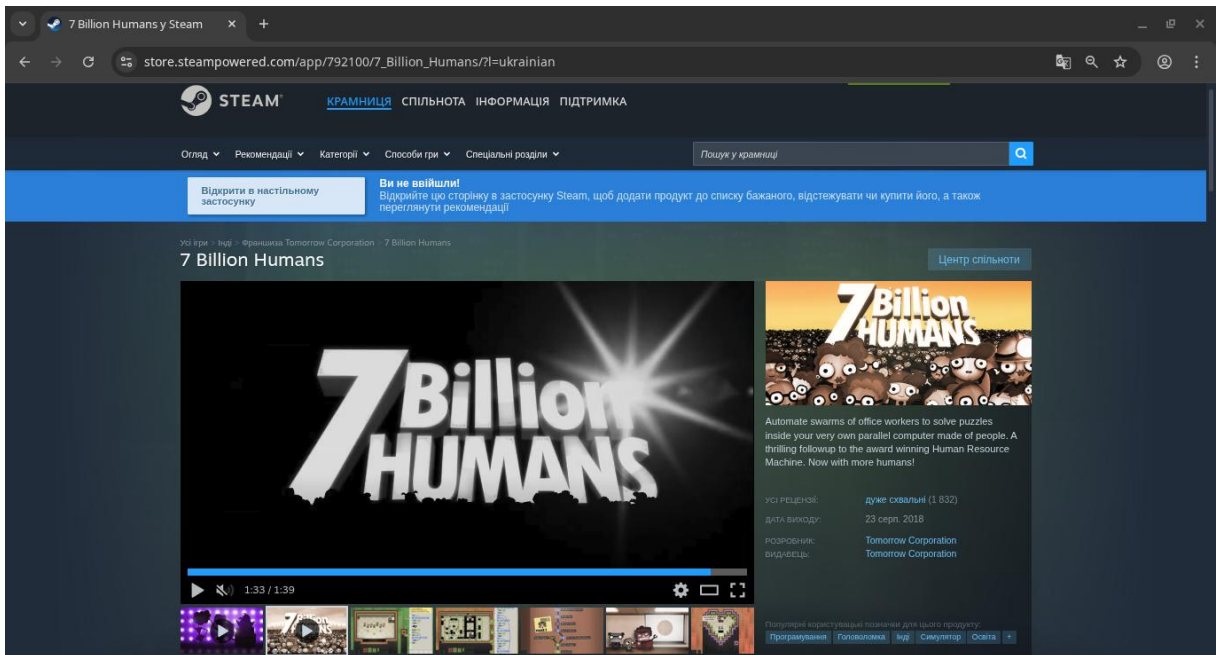 7 Billion Humans у Steam
store.steampowered.com/app/792100/7_Billion_Humans/?l=ukrainian
STEAM
КРАМНИЦЯ СПІЛЬНОТА ІНФОРМАЦІЯ ПІДТРИМКА
Огляд Рекомендації Категорії Способи гри Спеціальні розділи Пошук у крамниці
Відкрити в настільному
застосунку
Ви не ввійшли!
Відкрийте цю сторінку в застосунку Steam, щоб додати продукт до списку бажаного, відстежувати чи купити його, а також
переглянути рекомендації
Усі ігри > Інді > Франшиза Tomorrow Corporation > 7 Billion Humans
7 Billion Humans
Центр спільноти
7 Billion
HUMANS
7 Billion
HUMANS
Automate swarms of office workers to solve puzzles
inside your very own parallel computer made of people. A
thrilling followup to the award winning Human Resource
Machine. Now with more humans!
УСІ РЕЦЕНЗІЇ: дуже схвальні (1 832)
ДАТА ВИХОДУ: 23 серп. 2018
РОЗРОБНИК: Tomorrow Corporation
ВИДАВЕЦЬ: Tomorrow Corporation
1:33 / 1:39
7 Billion
HUMANS
Популярні користувацькі позначки для цього продукту:
Програмування Головоломка Інді Симулятор Освіта +